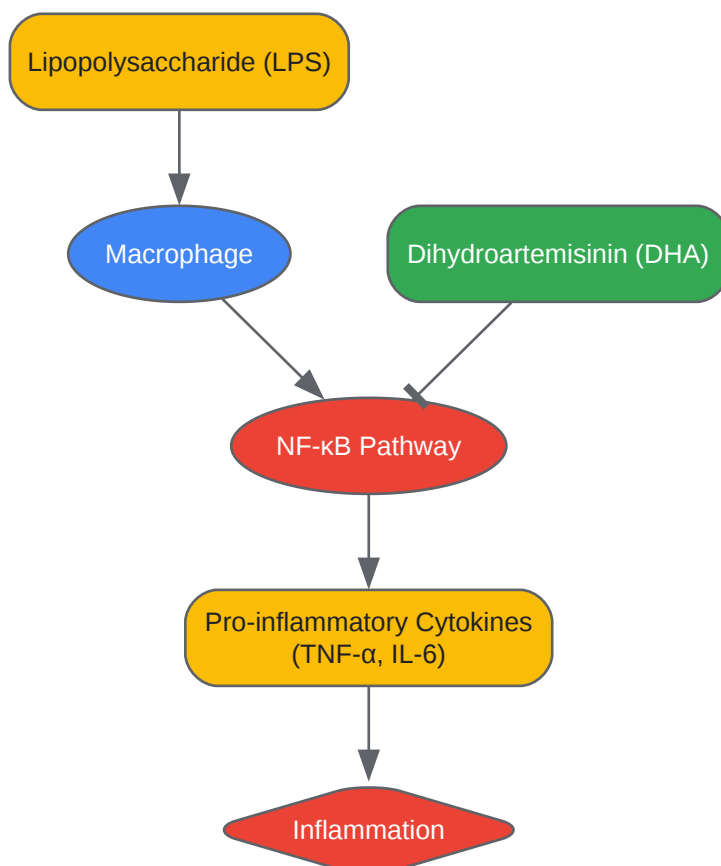 Lipopolysaccharide (LPS)
Macrophage
Dihydroartemisinin (DHA)
NF-κB Pathway
Pro-inflammatory Cytokines
(TNF-α, IL-6)
Inflammation